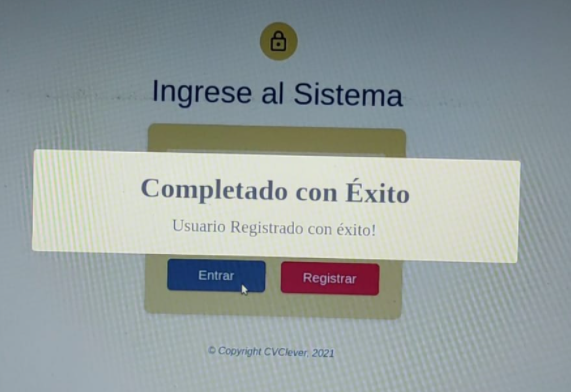 Ingrese al Sistema
Completado con Éxito
Usuario Registrado con éxito!
Entrar
Registrar
© Copyright CVClever, 2021